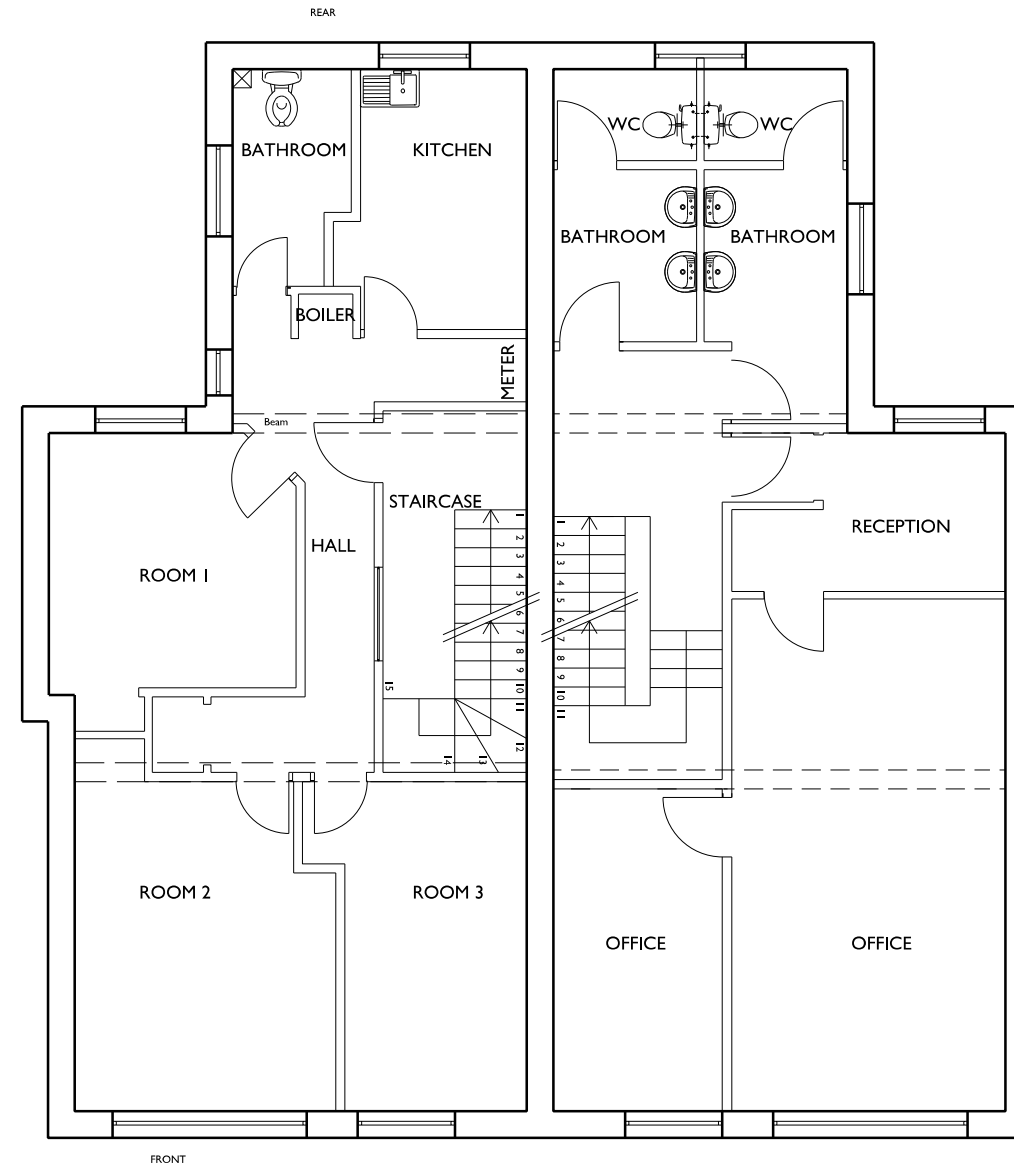 REAR
WC
WC
BATHROOM
KITCHEN
BATHROOM
BATHROOM
BOILER
METER
Beam
STAIRCASE
RECEPTION
HALL
ROOM 1
1
2
3
4
5
6
7
8
9
10
11
12
13
14
15
1
2
3
4
5
6
7
8
9
10
11
ROOM 2
ROOM 3
OFFICE
OFFICE
FRONT